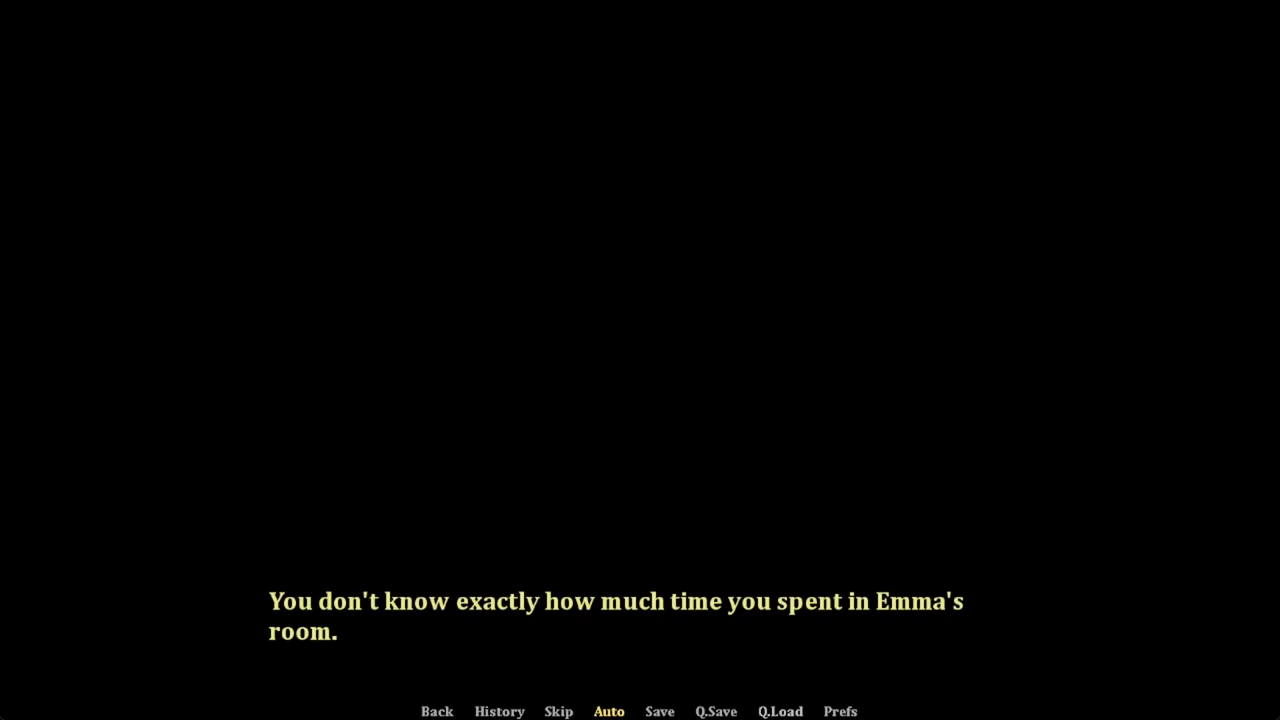 You don't know exactly how much time you spent in Emma's
room.
Back History Skip Auto Save Q.Save Q.Load Prefs